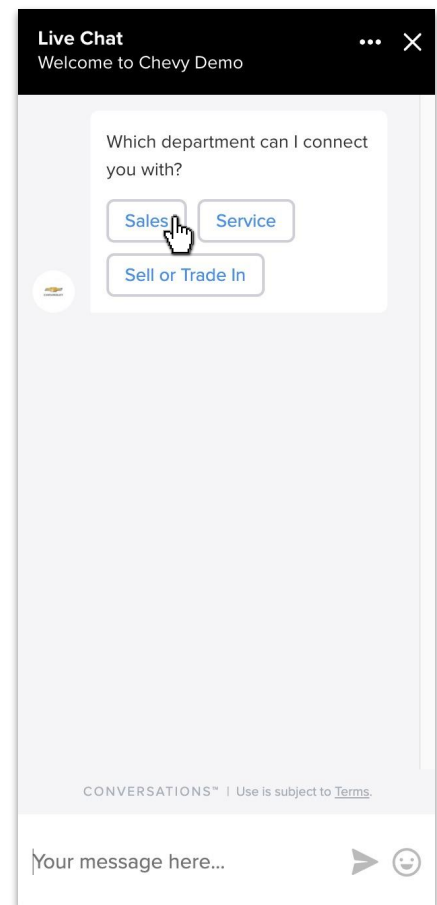 Live Chat
Welcome to Chevy Demo
Which department can I connect
you with?
Sales
Service
Sell or Trade In
CONVERSATIONS™ | Use is subject to Terms.
Your message here...